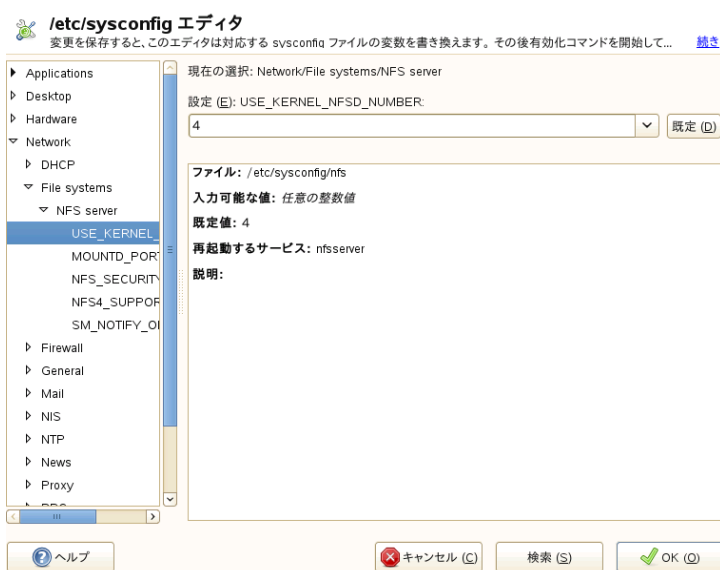 /etc/sysconfig エディタ
変更を保存すると、このエディタは対応する sysconfig ファイルの変数を書き換えます。その後有効化コマンドを開始して... 続き
Applications
Desktop
Hardware
Network
DHCP
File systems
NFS server
USE_KERNEL_
MOUNTD_POR
NFS_SECURIT
NFS4_SUPPOR
SM_NOTIFY_O
Firewall
General
Mail
NIS
NTP
News
Proxy
現在の選択: Network/File systems/NFS server
設定 (E): USE_KERNEL_NFSD_NUMBER:
4
既定 (D)
ファイル: /etc/sysconfig/nfs
入力可能な値: 任意の整数値
既定値: 4
再起動するサービス: nfsserver
説明:
ヘルプ
キャンセル (C)
検索 (S)
OK (O)